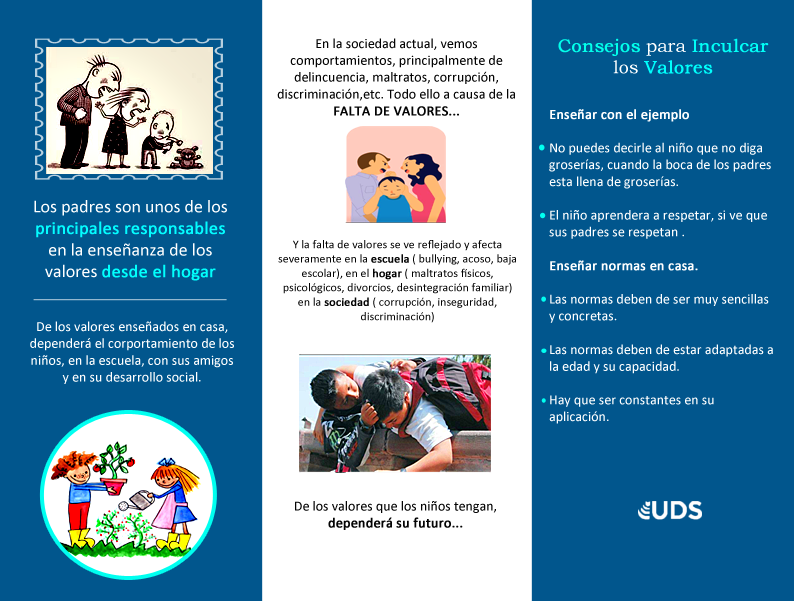 Los padres son unos de los
principales responsables
en la enseñanza de los
valores desde el hogar
De los valores enseñados en casa,
dependerá el corportamiento de los
niños, en la escuela, con sus amigos
y en su desarrollo social.
En la sociedad actual, vemos
comportamientos, principalmente de
delincuencia, maltratos, corrupción,
discriminación,etc. Todo ello a causa de la
FALTA DE VALORES...
Y la falta de valores se ve reflejado y afecta
severamente en la escuela ( bullying, acoso, baja
escolar), en el hogar ( maltratos físicos,
psicológicos, divorcios, desintegración familiar)
en la sociedad ( corrupción, inseguridad,
discriminación)
De los valores que los niños tengan,
dependerá su futuro...
Consejos para Inculcar
los Valores
Enseñar con el ejemplo
• No puedes decirle al niño que no diga
groserías, cuando la boca de los padres
esta llena de groserías.
• El niño aprendera a respetar, si ve que
sus padres se respetan .
Enseñar normas en casa.
• Las normas deben de ser muy sencillas
y concretas.
• Las normas deben de estar adaptadas a
la edad y su capacidad.
• Hay que ser constantes en su
aplicación.
UDS